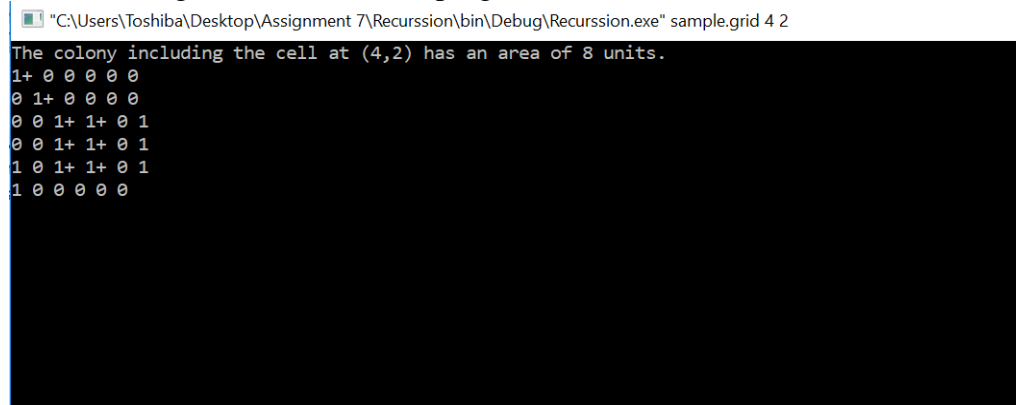 "C:\Users\Toshiba\Desktop\Assignment 7\Recurssion\bin\Debug\Recurssion.exe" sample.grid 4 2
The colony including the cell at (4,2) has an area of 8 units.
1+ 0 0 0 0 0
0 1+ 0 0 0 0
0 0 1+ 1+ 0 1
0 0 1+ 1+ 0 1
1 0 1+ 1+ 0 1
1 0 0 0 0 0